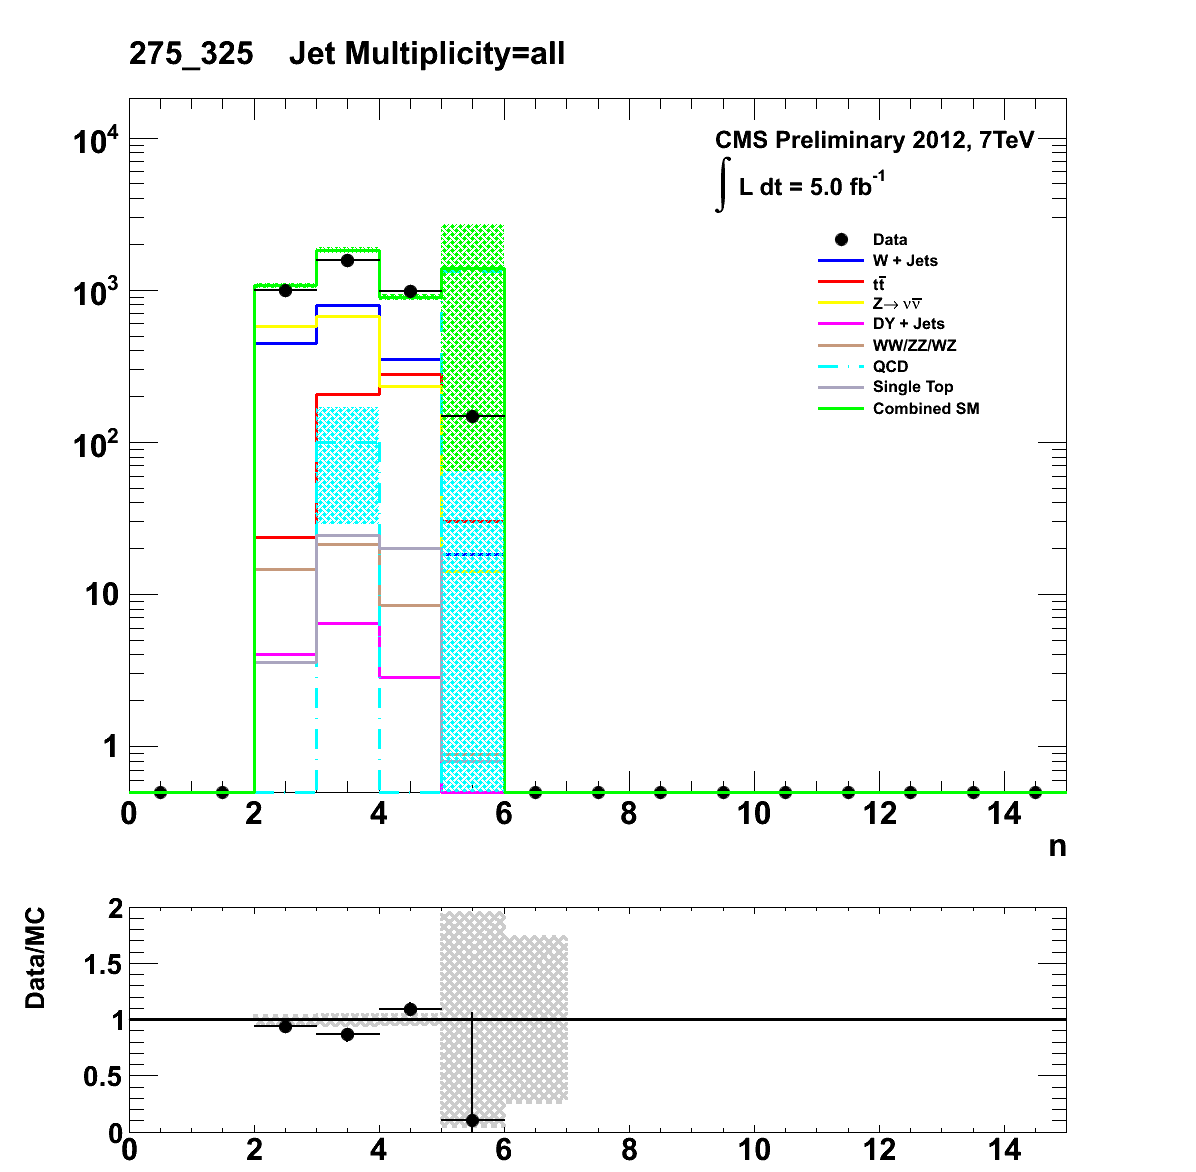 275_325    Jet Multiplicity=all
CMS Preliminary 2012, 7TeV
∫ L dt = 5.0 fb⁻¹
Data
W + Jets
tt̅
Z→ νν̅
DY + Jets
WW/ZZ/WZ
QCD
Single Top
Combined SM
10⁴
10³
10²
10
1
0 2 4 6 8 10 12 14
n
Data/MC
2
1.5
1
0.5
0
0 2 4 6 8 10 12 14